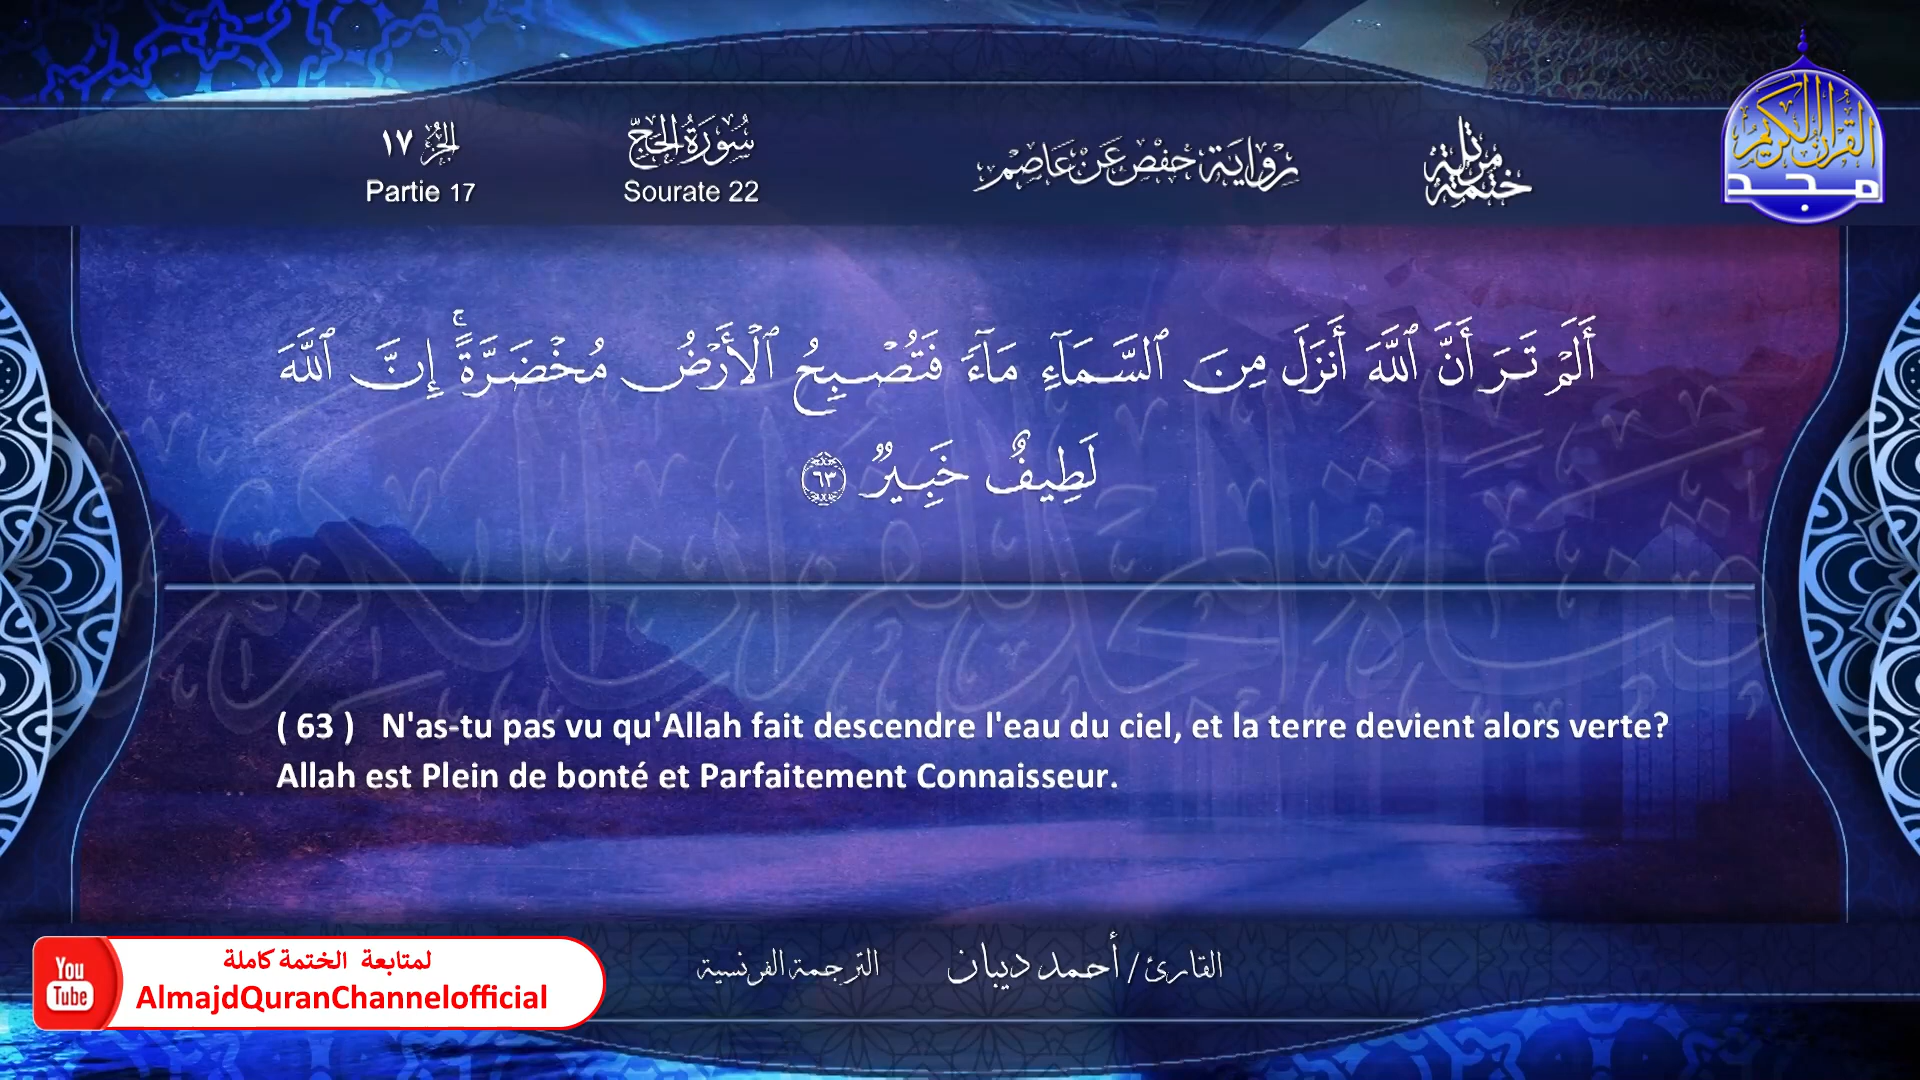 الجزء ١٧
سُورَةُ الحَجِّ
رواية حفص عن عاصم
ختمة مرتلة
القرآن الكريم
مجد
Partie 17
Sourate 22
أَلَمْ تَرَ أَنَّ ٱللَّهَ أَنزَلَ مِنَ ٱلسَّمَآءِ مَآءً فَتُصْبِحُ ٱلْأَرْضُ مُخْضَرَّةً ۗ إِنَّ ٱللَّهَ
لَطِيفٌ خَبِيرٌ ٦٣
( 63 ) N'as-tu pas vu qu'Allah fait descendre l'eau du ciel, et la terre devient alors verte?
Allah est Plein de bonté et Parfaitement Connaisseur.
القارئ / أحمد ديبان
الترجمة الفرنسية
You
Tube
لمتابعة الختمة كاملة
AlmajdQuranChannelofficial